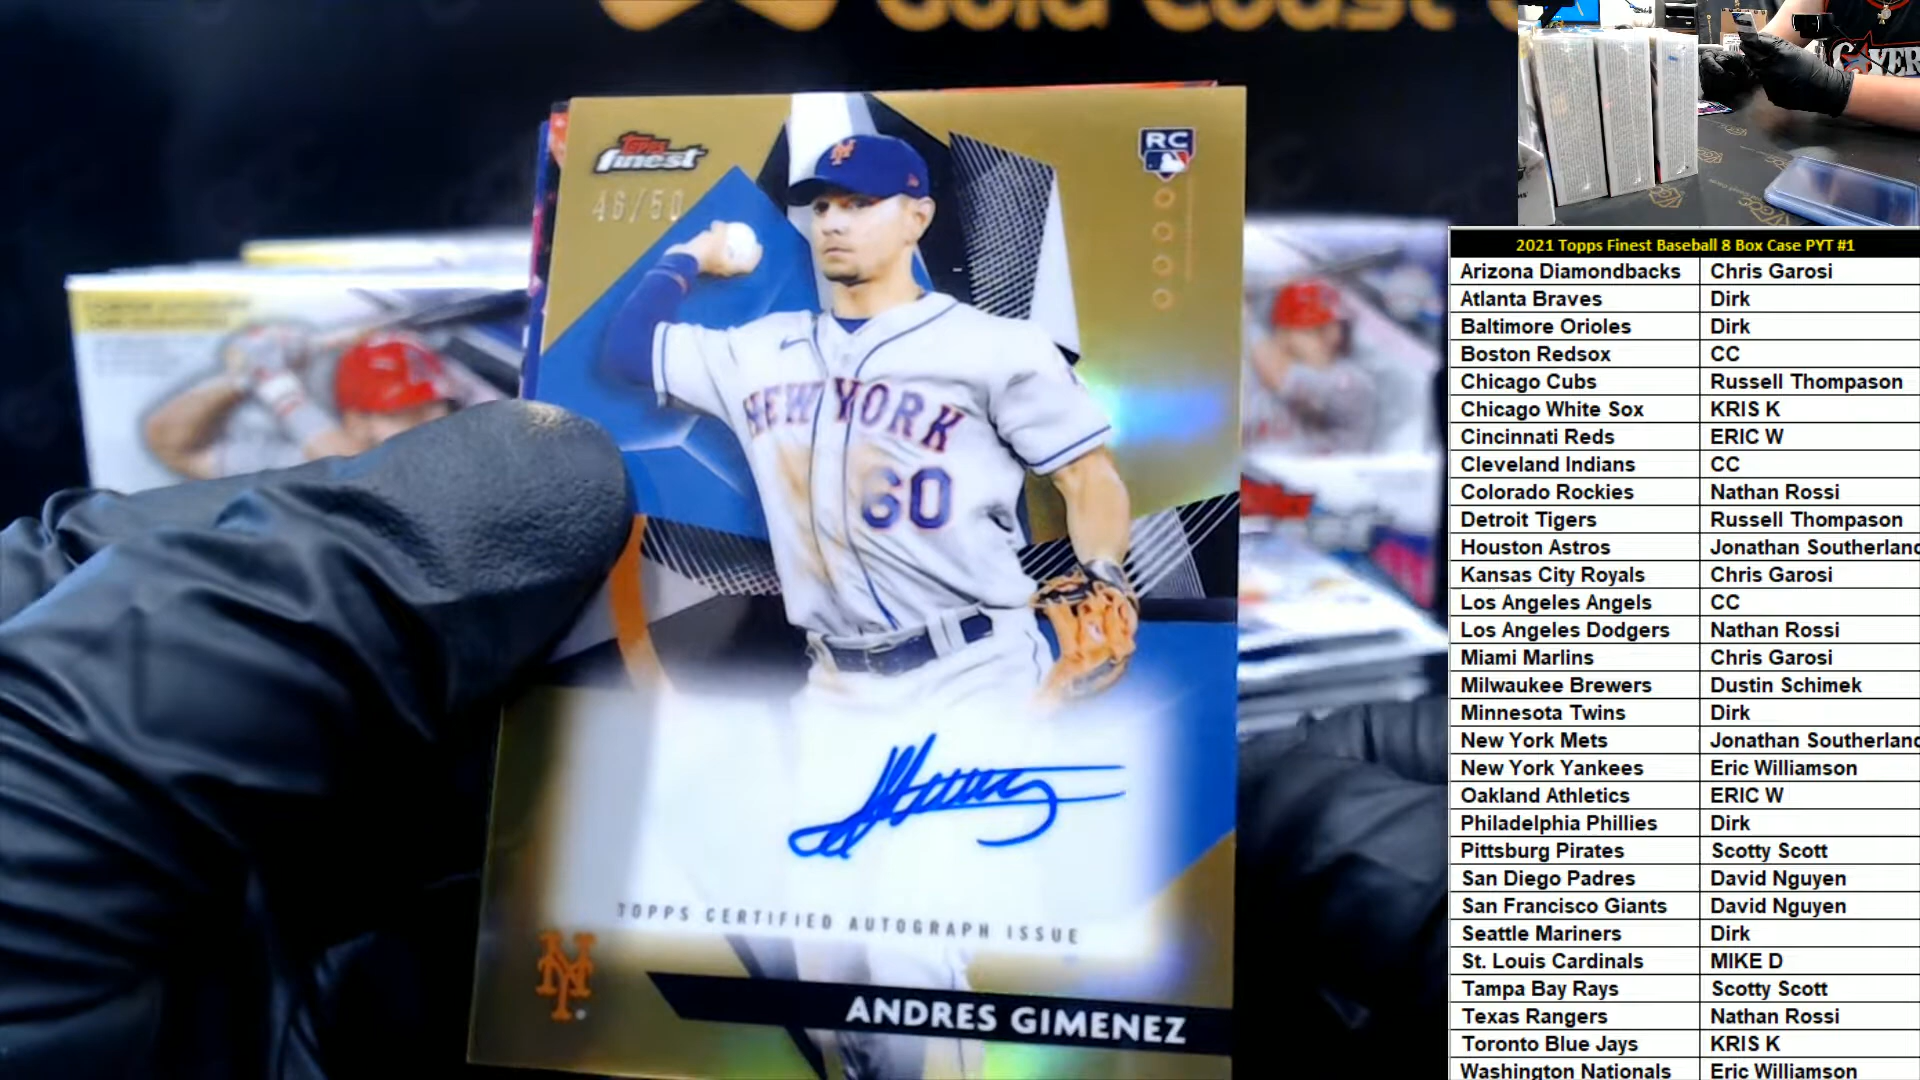 Gold Coast
TOPPS
finest
46/50
RC
NEW YORK
60
TOPPS CERTIFIED AUTOGRAPH ISSUE
NY
ANDRES GIMENEZ
2021 Topps Finest Baseball 8 Box Case PYT #1
Arizona Diamondbacks Chris Garosi
Atlanta Braves Dirk
Baltimore Orioles Dirk
Boston Redsox CC
Chicago Cubs Russell Thompason
Chicago White Sox KRIS K
Cincinnati Reds ERIC W
Cleveland Indians CC
Colorado Rockies Nathan Rossi
Detroit Tigers Russell Thompason
Houston Astros Jonathan Southerland
Kansas City Royals Chris Garosi
Los Angeles Angels CC
Los Angeles Dodgers Nathan Rossi
Miami Marlins Chris Garosi
Milwaukee Brewers Dustin Schimek
Minnesota Twins Dirk
New York Mets Jonathan Southerland
New York Yankees Eric Williamson
Oakland Athletics ERIC W
Philadelphia Phillies Dirk
Pittsburg Pirates Scotty Scott
San Diego Padres David Nguyen
San Francisco Giants David Nguyen
Seattle Mariners Dirk
St. Louis Cardinals MIKE D
Tampa Bay Rays Scotty Scott
Texas Rangers Nathan Rossi
Toronto Blue Jays KRIS K
Washington Nationals Eric Williamson